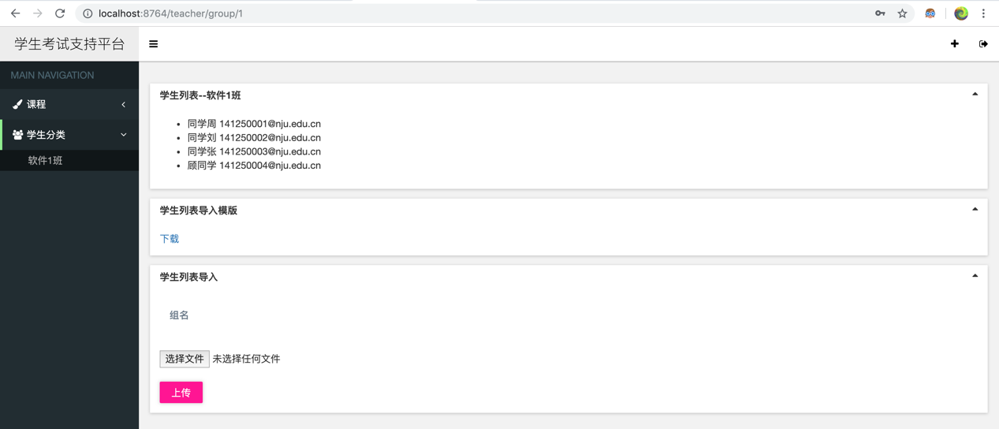 localhost:8764/teacher/group/1
学生考试支持平台
MAIN NAVIGATION
课程
学生分类
软件1班
学生列表--软件1班
同学周 141250001@nju.edu.cn
同学刘 141250002@nju.edu.cn
同学张 141250003@nju.edu.cn
顾同学 141250004@nju.edu.cn
学生列表导入模版
下载
学生列表导入
组名
选择文件 未选择任何文件
上传